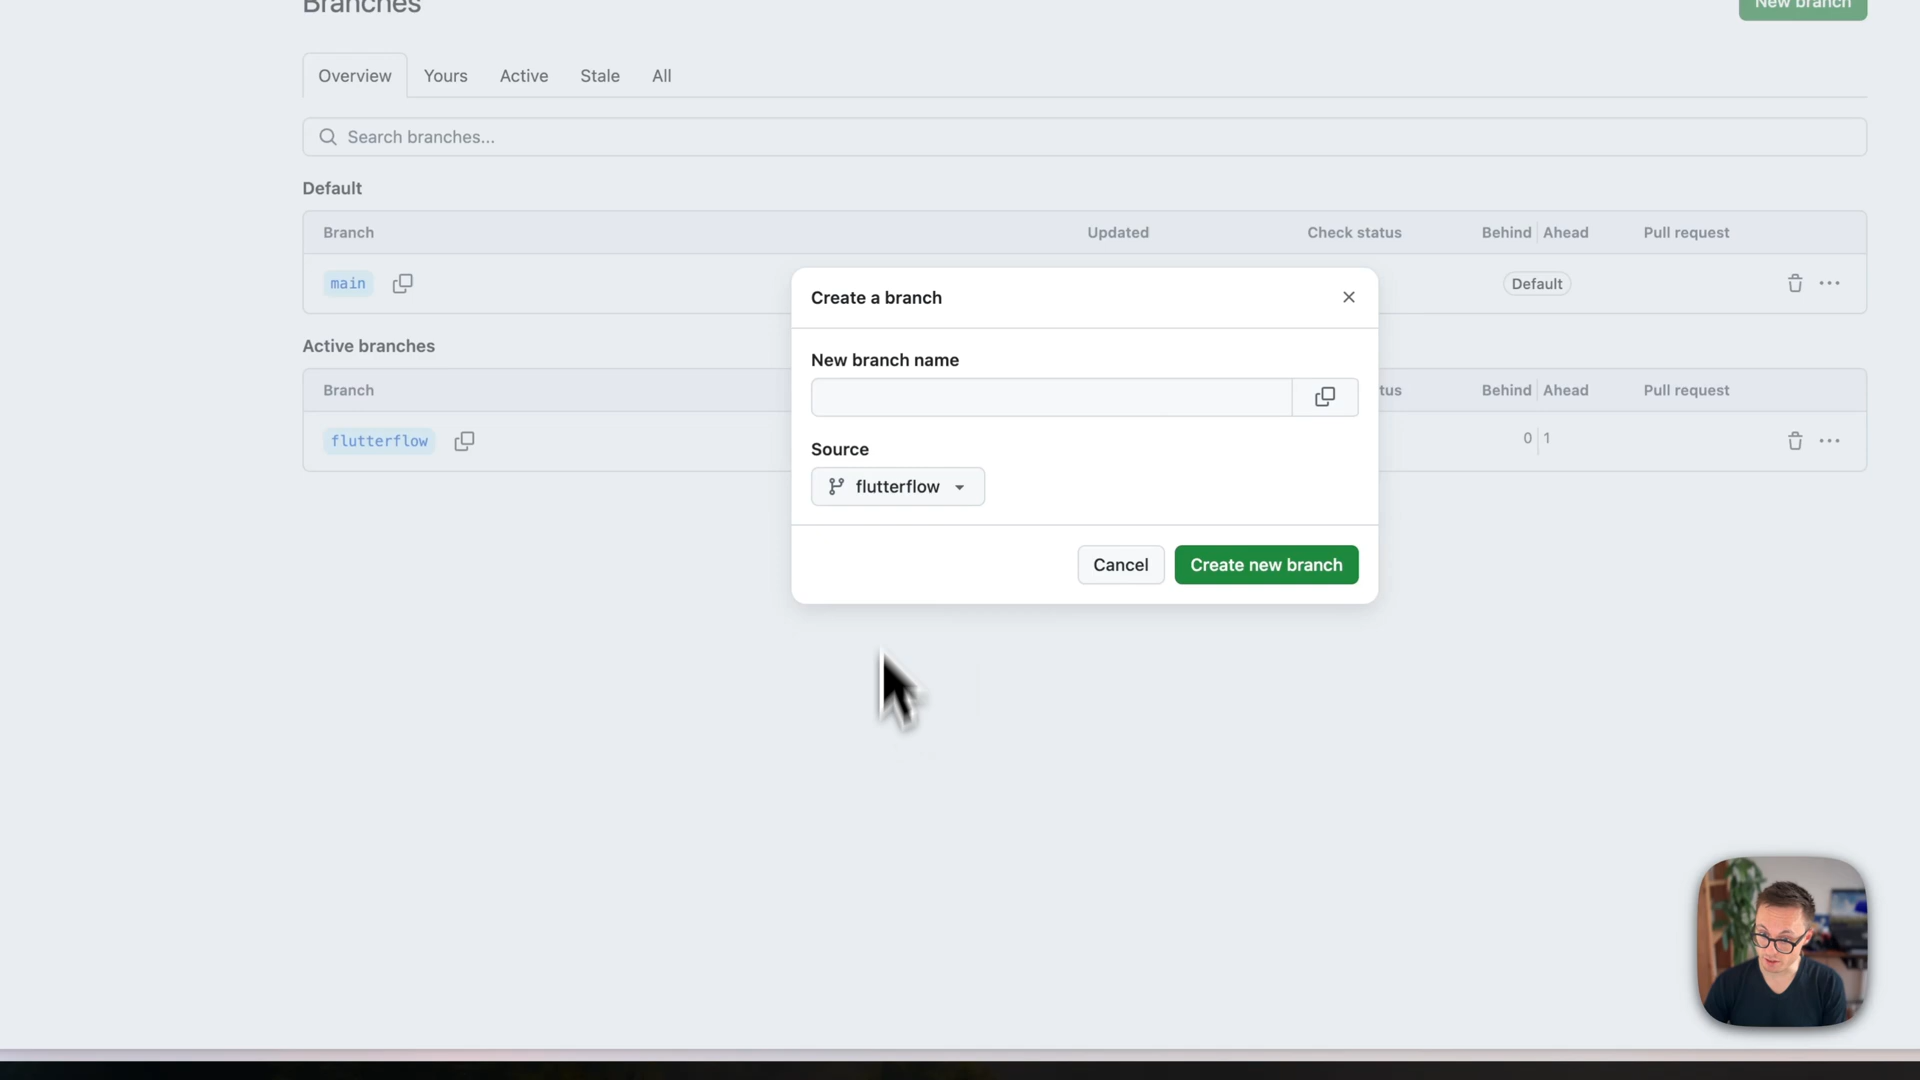 Branches
New branch
Overview Yours Active Stale All
Search branches...
Default
Branch Updated Check status Behind Ahead Pull request
main Default
Active branches
Branch tus Behind Ahead Pull request
flutterflow 0 1
Create a branch
New branch name
Source
flutterflow
Cancel Create new branch